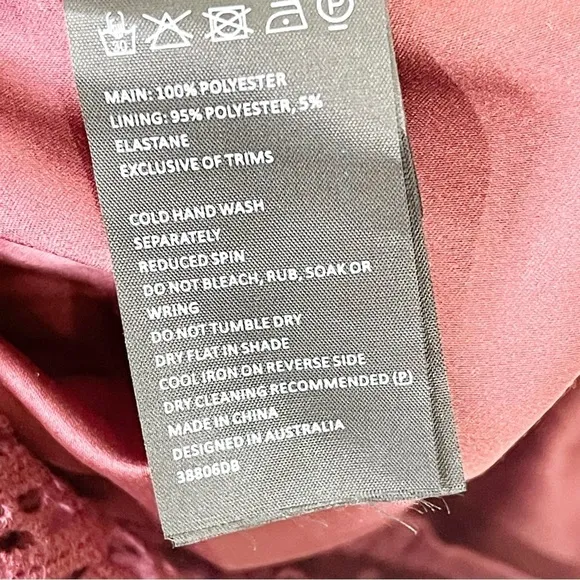 30 P
MAIN: 100% POLYESTER
LINING: 95% POLYESTER, 5%
ELASTANE
EXCLUSIVE OF TRIMS
COLD HAND WASH
SEPARATELY
REDUCED SPIN
DO NOT BLEACH, RUB, SOAK OR
WRING
DO NOT TUMBLE DRY
DRY FLAT IN SHADE
COOL IRON ON REVERSE SIDE
DRY CLEANING RECOMMENDED (P)
MADE IN CHINA
DESIGNED IN AUSTRALIA
38806DB